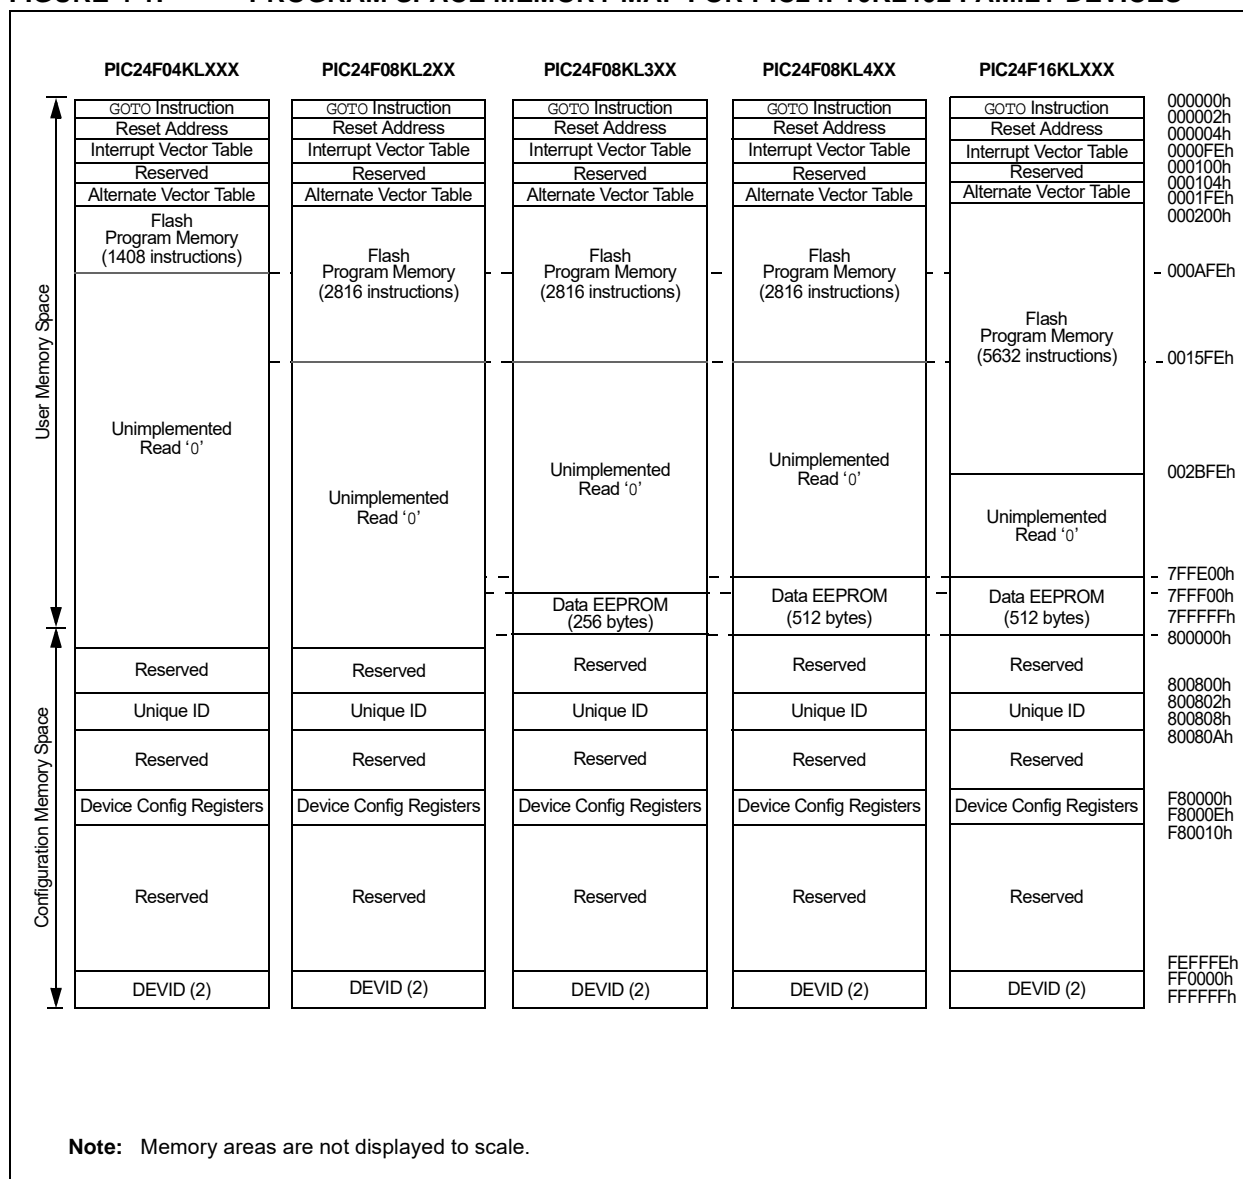 PIC24F04KLXXX PIC24F08KL2XX PIC24F08KL3XX PIC24F08KL4XX PIC24F16KLXXX
User Memory Space
Configuration Memory Space
GOTO Instruction
Reset Address
Interrupt Vector Table
Reserved
Alternate Vector Table
Flash
Program Memory
(1408 instructions)
Unimplemented
Read ‘0’
Reserved
Unique ID
Reserved
Device Config Registers
Reserved
DEVID (2)
GOTO Instruction
Reset Address
Interrupt Vector Table
Reserved
Alternate Vector Table
Flash
Program Memory
(2816 instructions)
Unimplemented
Read ‘0’
Reserved
Unique ID
Reserved
Device Config Registers
Reserved
DEVID (2)
GOTO Instruction
Reset Address
Interrupt Vector Table
Reserved
Alternate Vector Table
Flash
Program Memory
(2816 instructions)
Unimplemented
Read ‘0’
Data EEPROM
(256 bytes)
Reserved
Unique ID
Reserved
Device Config Registers
Reserved
DEVID (2)
GOTO Instruction
Reset Address
Interrupt Vector Table
Reserved
Alternate Vector Table
Flash
Program Memory
(2816 instructions)
Unimplemented
Read ‘0’
Data EEPROM
(512 bytes)
Reserved
Unique ID
Reserved
Device Config Registers
Reserved
DEVID (2)
GOTO Instruction
Reset Address
Interrupt Vector Table
Reserved
Alternate Vector Table
Flash
Program Memory
(5632 instructions)
Unimplemented
Read ‘0’
Data EEPROM
(512 bytes)
Reserved
Unique ID
Reserved
Device Config Registers
Reserved
DEVID (2)
000000h
000002h
000004h
0000FEh
000100h
000104h
0001FEh
000200h
000AFEh
0015FEh
002BFEh
7FFE00h
7FFF00h
7FFFFFh
800000h
800800h
800802h
800808h
80080Ah
F80000h
F8000Eh
F80010h
FEFFFEh
FF0000h
FFFFFFh
Note: Memory areas are not displayed to scale.